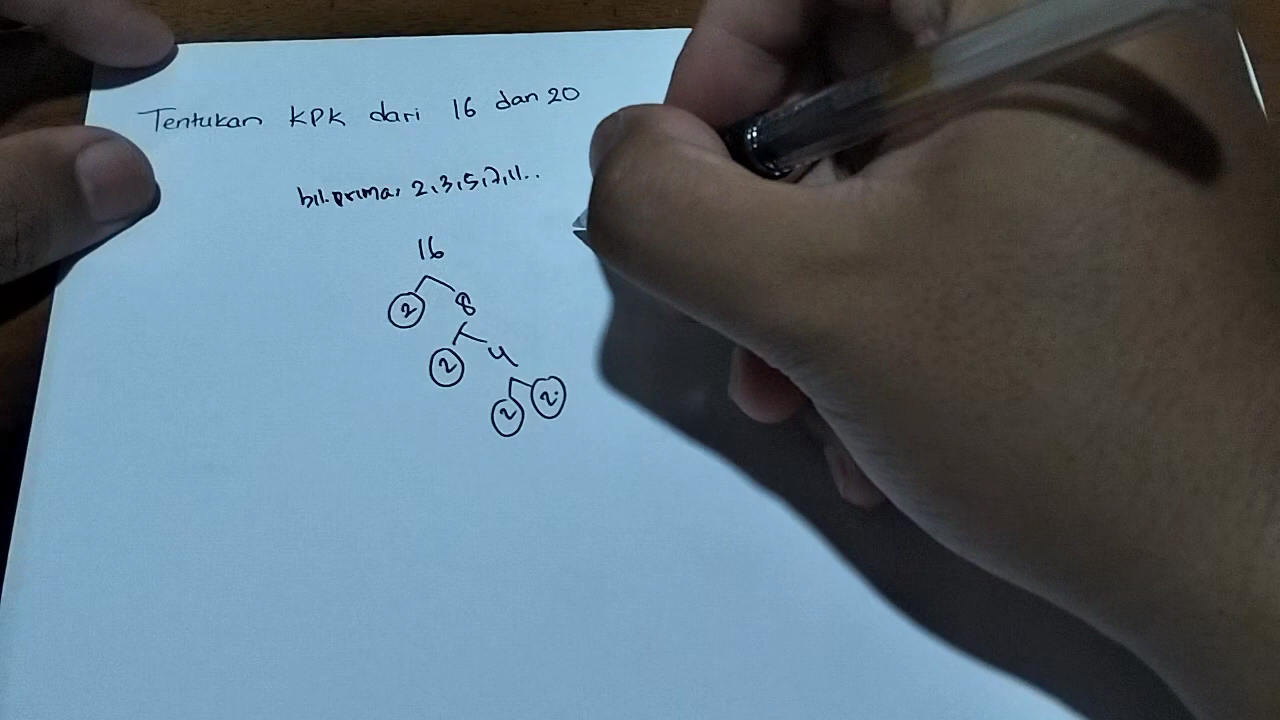 Tentukan KPK dari 16 dan 20
bil. prima, 2,3,5,7,11..
16
2 8
2 4
2 2